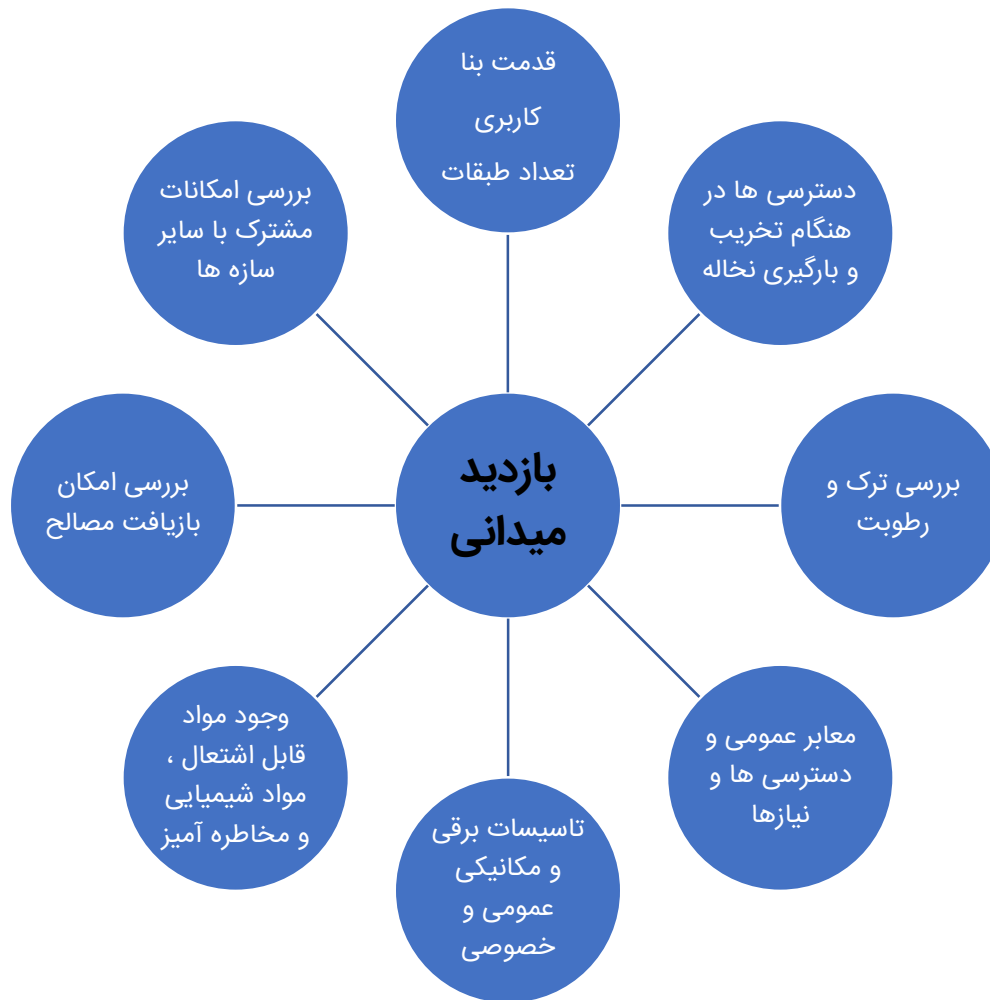 قدمت بنا
کاربری
تعداد طبقات
دسترسی ها در
هنگام تخریب
و بارگیری نخاله
بررسی ترک و
رطوبت
معابر عمومی و
دسترسی ها و
نیازها
تاسیسات برقی
و مکانیکی
عمومی و
خصوصی
وجود مواد
قابل اشتعال ،
مواد شیمیایی
و مخاطره آمیز
بررسی امکان
بازیافت مصالح
بررسی امکانات
مشترک با سایر
سازه ها
بازدید
میدانی